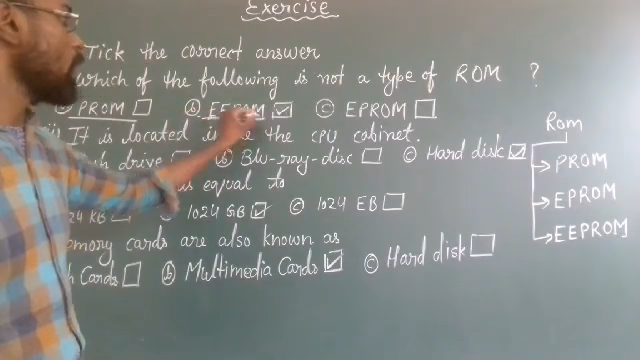 Exercise
Tick the correct answer
which of the following is not a type of ROM ?
PROM ☐ ⓑ EEPROM ☑ ⓒ EPROM ☐
It is located the CPU cabinet.
drive ☐ ⓑ Blu-ray-disc ☐ ⓒ Hard disk ☑
is equal to
KB ☐ 1024 GB ☑ ⓒ 1024 EB ☐
cards are also known as
Cards ☐ ⓑ Multimedia Cards ☑ ⓒ Hard disk ☐
Rom
PROM
EPROM
EEPROM